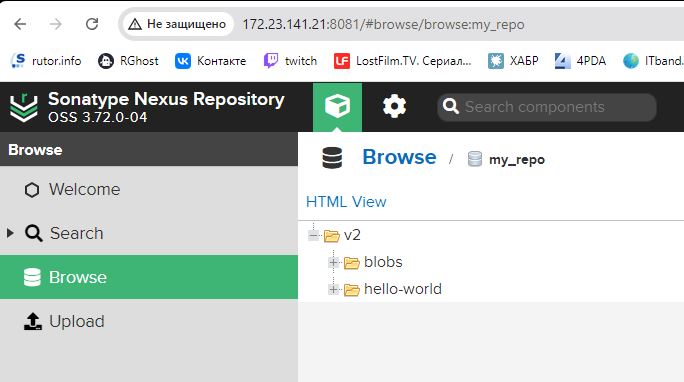 Не защищено 172.23.141.21:8081/#browse/browse:my_repo
rutor.info RGhost Контакте twitch LostFilm.TV. Сериал... ХАБР 4PDA ITband.
Sonatype Nexus Repository
OSS 3.72.0-04
Search components
Browse
Browse / my_repo
Welcome
HTML View
Search
v2
blobs
Browse
hello-world
Upload